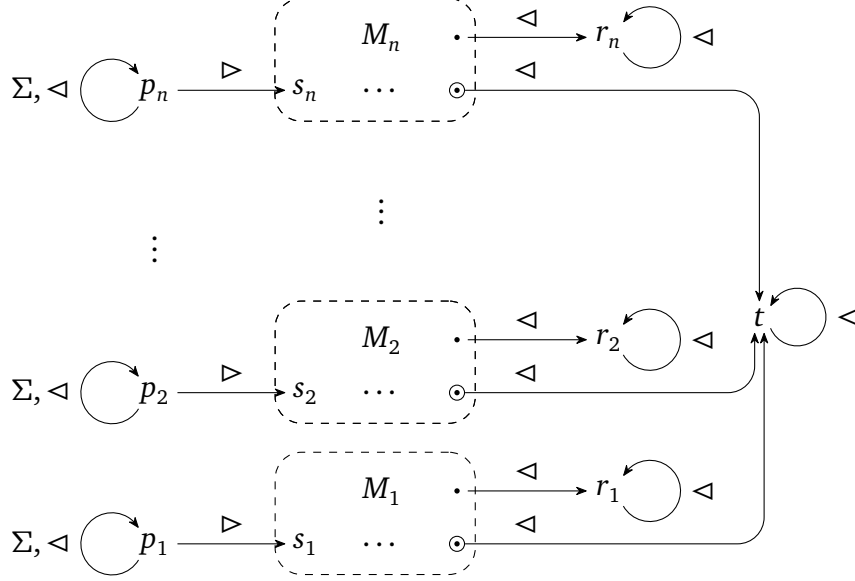 M_n ◁ r_n ◁
Σ, ◁ p_n ▷ s_n ⋯ ◁
⋮ ⋮
M_2 ◁ r_2 ◁ t ◁
Σ, ◁ p_2 ▷ s_2 ⋯ ◁
M_1 ◁ r_1 ◁
Σ, ◁ p_1 ▷ s_1 ⋯ ◁